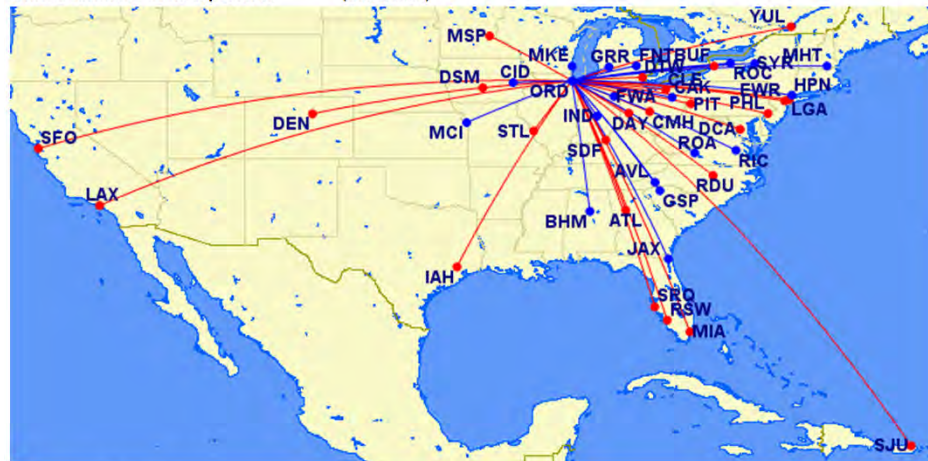 YUL
MSP
MKE
GRR
FNT
BUF
SYR
MHT
DTW
ROC
DSM
CID
CLE
CAK
EWR
HPN
ORD
FWA
PIT
PHL
LGA
DEN
MCI
STL
IND
DAY
CMH
DCA
SFO
SDF
ROA
RIC
AVL
RDU
LAX
GSP
BHM
ATL
JAX
IAH
SRQ
RSW
MIA
SJU